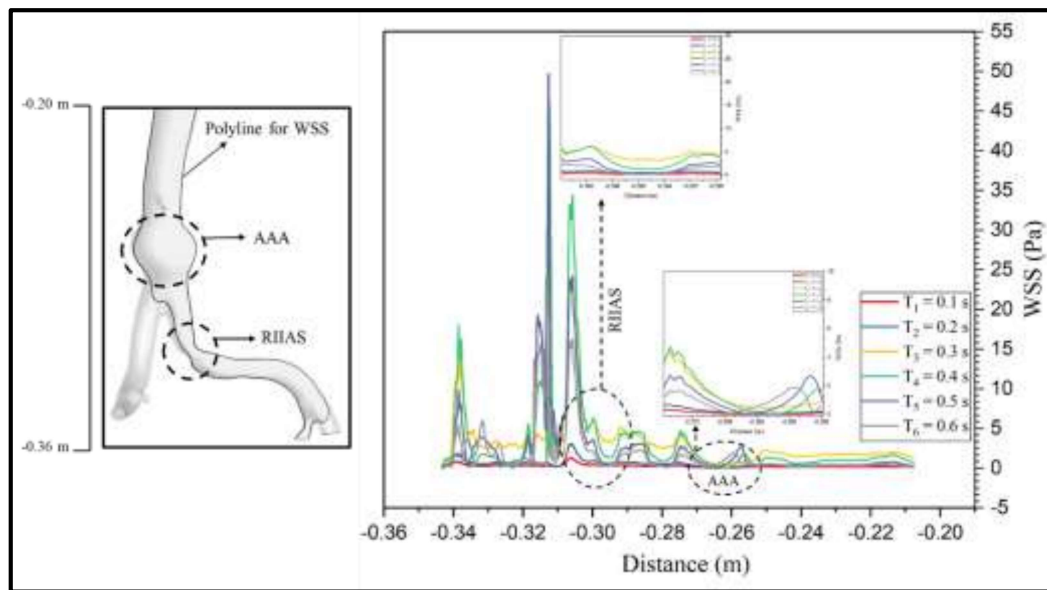 -0.20 m
Polyline for WSS
AAA
RIIAS
-0.36 m
RIIAS
AAA
T1 = 0.1 s
T2 = 0.2 s
T3 = 0.3 s
T4 = 0.4 s
T5 = 0.5 s
T6 = 0.6 s
55
50
45
40
35
30
25
20
15
10
5
0
-5
WSS (Pa)
-0.36
-0.34
-0.32
-0.30
-0.28
-0.26
-0.24
-0.22
-0.20
Distance (m)